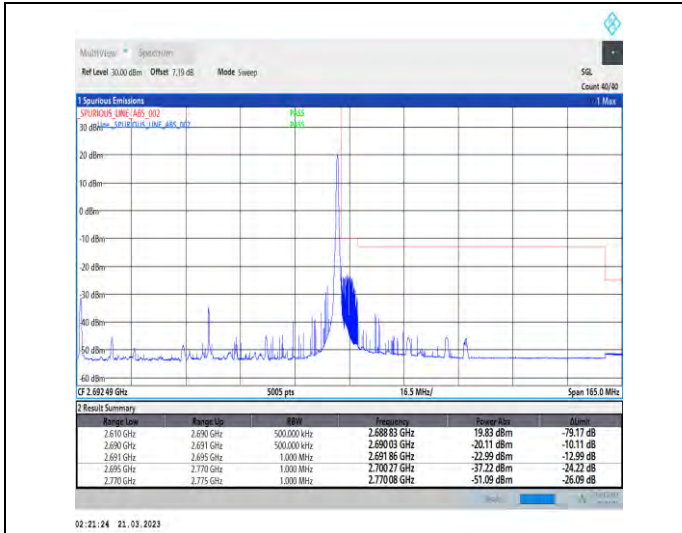 MultiView Spectrum
Ref Level 30.00 dBm Offset 7.19 dB Mode Sweep SGL
Count 40/40
1 Spurious Emissions 1 Max
_SPURIOUS_LINE_ABS_002 PASS
30 dBm Line_SPURIOUS_LINE_ABS_002 PASS
20 dBm
10 dBm
0 dBm
-10 dBm
-20 dBm
-30 dBm
-40 dBm
-50 dBm
-60 dBm
CF 2.692 49 GHz 5005 pts 16.5 MHz/ Span 165.0 MHz
2 Result Summary
Range Low Range Up RBW Frequency Power Abs ΔLimit
2.610 GHz 2.690 GHz 500.000 kHz 2.688 83 GHz 19.83 dBm -79.17 dB
2.690 GHz 2.691 GHz 500.000 kHz 2.690 03 GHz -20.11 dBm -10.11 dB
2.691 GHz 2.695 GHz 1.000 MHz 2.691 86 GHz -22.99 dBm -12.99 dB
2.695 GHz 2.770 GHz 1.000 MHz 2.700 27 GHz -37.22 dBm -24.22 dB
2.770 GHz 2.775 GHz 1.000 MHz 2.770 08 GHz -51.09 dBm -26.09 dB
02:21:24 21.03.2023